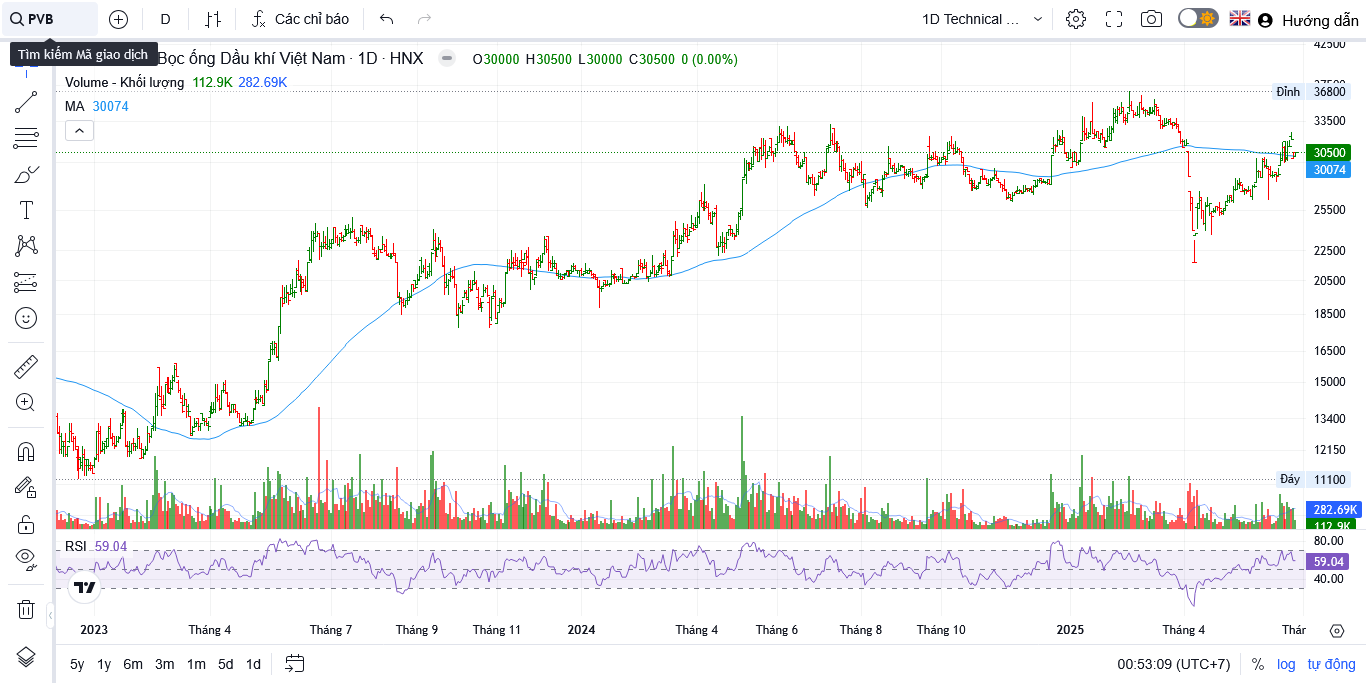 PVB
D
Các chỉ báo
1D Technical ...
Hướng dẫn
Tìm kiếm Mã giao dịch
Bọc ống Dầu khí Việt Nam · 1D · HNX
O30000 H30500 L30000 C30500 0 (0.00%)
Volume - Khối lượng 112.9K 282.69K
MA 30074
42500
37500
Đỉnh 36800
33500
30500
30074
25500
22500
20500
18500
16500
15000
13400
12150
Đáy 11100
282.69K
112.9K
RSI 59.04
80.00
59.04
40.00
2023 Tháng 4 Tháng 7 Tháng 9 Tháng 11 2024 Tháng 4 Tháng 6 Tháng 8 Tháng 10 2025 Tháng 4 Thár
5y 1y 6m 3m 1m 5d 1d
00:53:09 (UTC+7) % log tự động